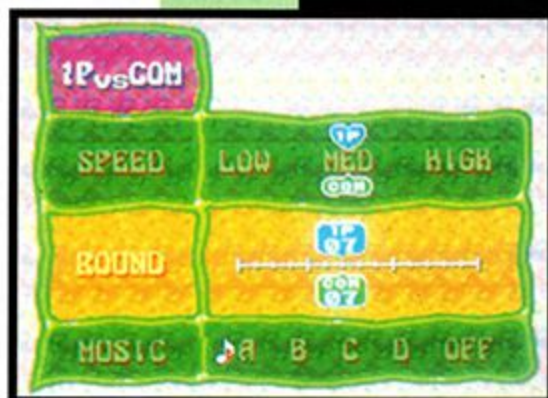 1PvsCOM
1P
SPEED LOW MED HIGH
COM
1P
07
ROUND
COM
07
MUSIC A B C D OFF